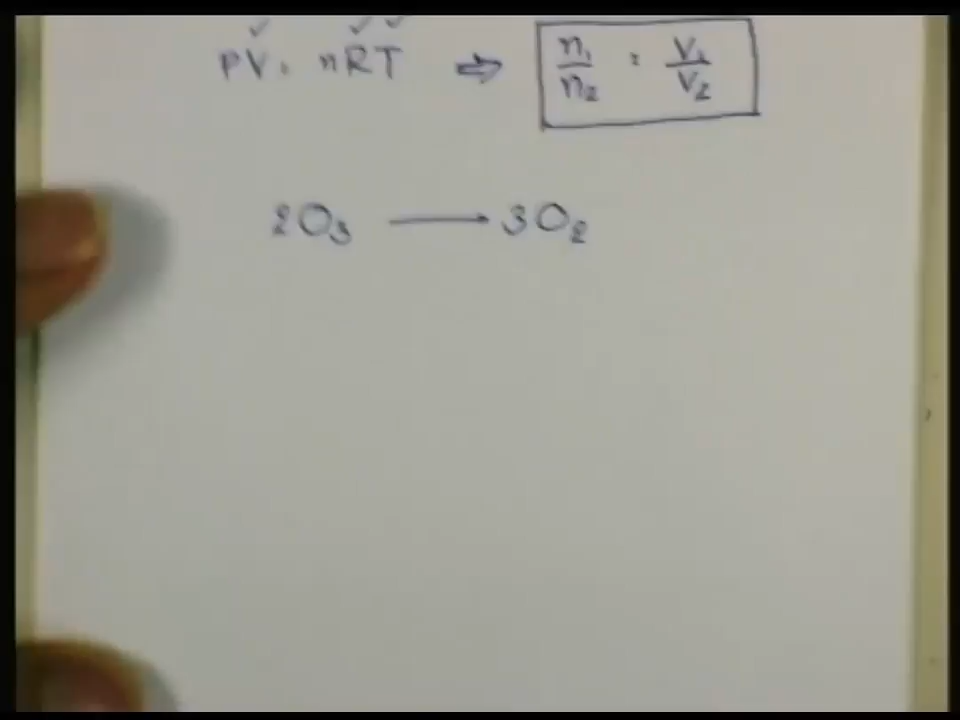 PV = nRT ⇒ n₁/n₂ = V₁/V₂
2O₃ ⟶ 3O₂